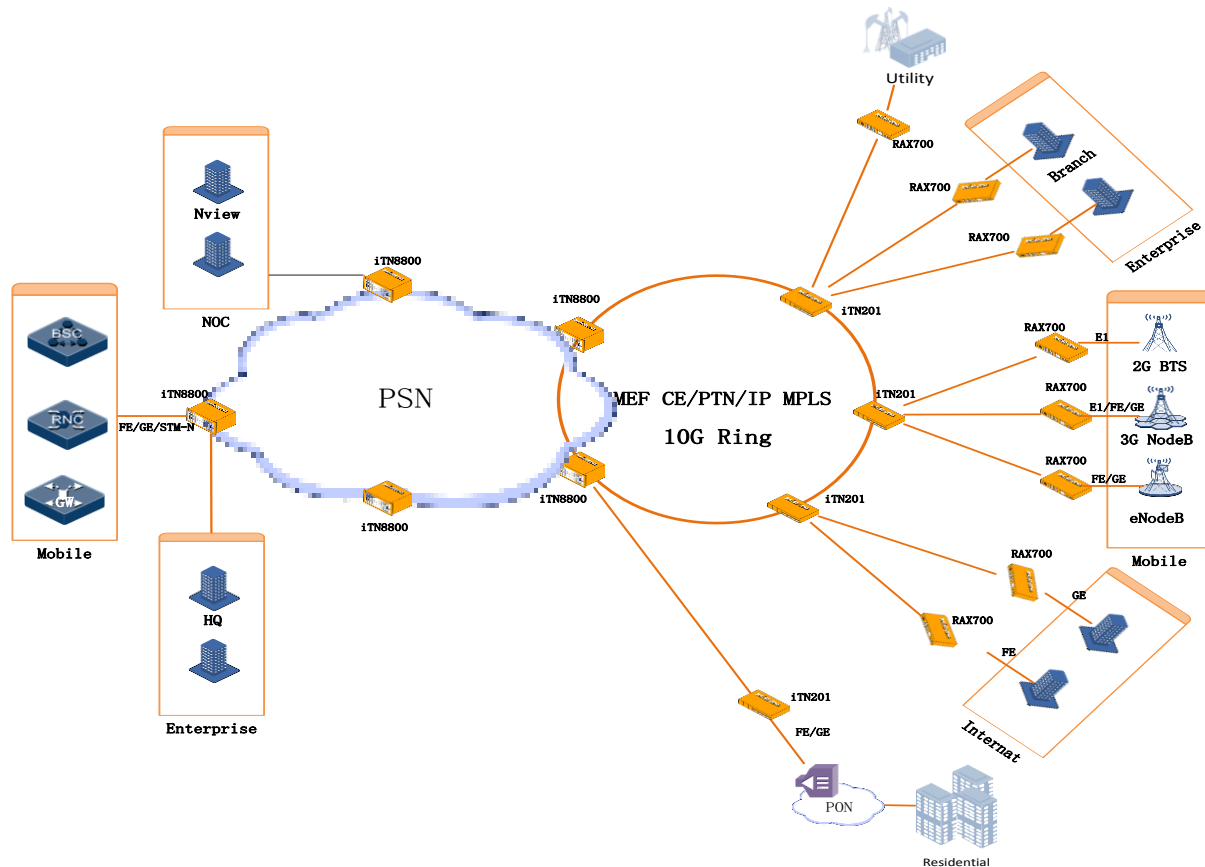 Utility
RAX700
RAX700
Branch
RAX700
Enterprise
Nview
NOC
iTN8800
iTN8800
iTN201
BSC
RNC
GW
Mobile
iTN8800
FE/GE/STM-N
PSN
MEF CE/PTN/IP MPLS
10G Ring
iTN201
RAX700
E1
2G BTS
RAX700
E1/FE/GE
3G NodeB
RAX700
FE/GE
eNodeB
Mobile
iTN8800
iTN8800
iTN201
HQ
Enterprise
RAX700
GE
RAX700
FE
Internat
iTN201
FE/GE
PON
Residential